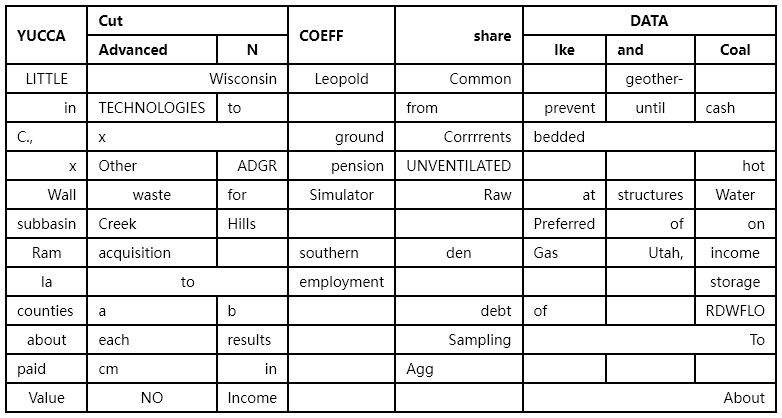 YUCCA Cut COEFF share DATA
Advanced N Ike and Coal
LITTLE Wisconsin Leopold Common geother-
in TECHNOLOGIES to from prevent until cash
C., x ground Corrrents bedded
x Other ADGR pension UNVENTILATED hot
Wall waste for Simulator Raw at structures Water
subbasin Creek Hills Preferred of on
Ram acquisition southern den Gas Utah, income
la to employment storage
counties a b debt of RDWFLO
about each results Sampling To
paid cm in Agg
Value NO Income About